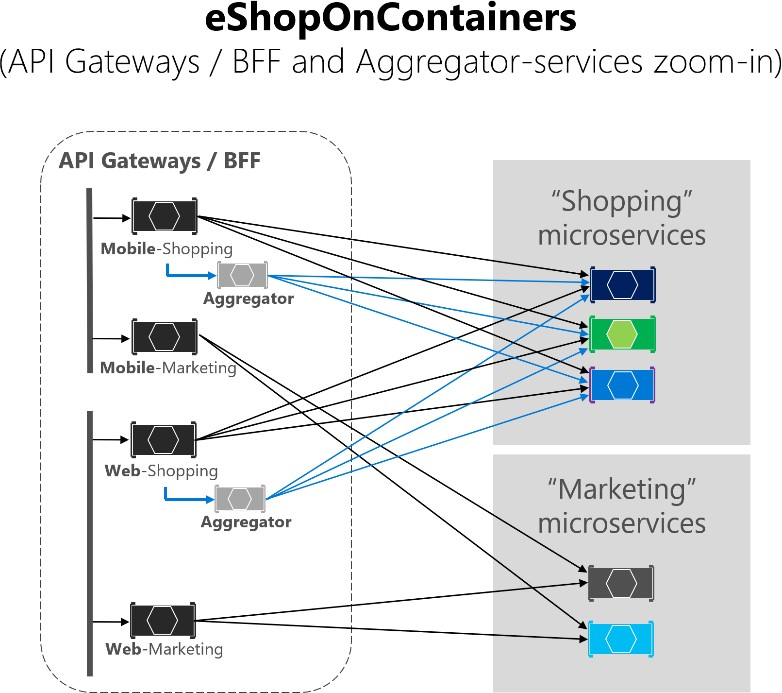 eShopOnContainers
(API Gateways / BFF and Aggregator-services zoom-in)
API Gateways / BFF
Mobile-Shopping
Aggregator
Mobile-Marketing
Web-Shopping
Aggregator
Web-Marketing
“Shopping”
microservices
“Marketing”
microservices